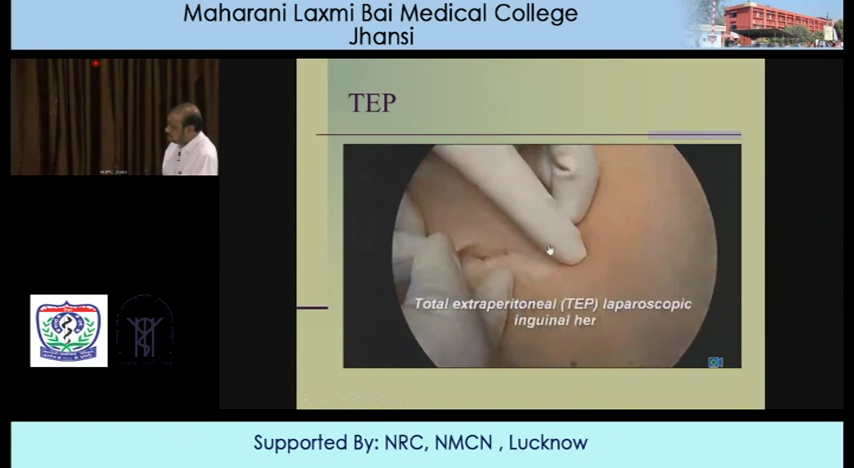 Maharani Laxmi Bai Medical College
Jhansi
TEP
Total extraperitoneal (TEP) laparoscopic
inguinal her
Supported By: NRC, NMCN , Lucknow